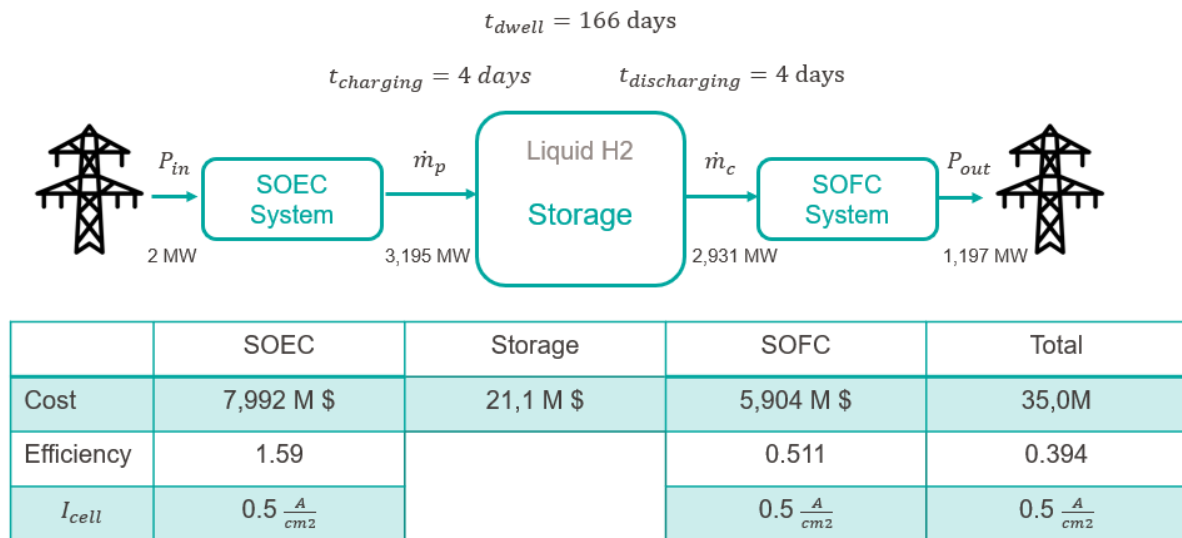 t_dwell = 166 days
t_charging = 4 days t_discharging = 4 days
P_in SOEC System ṁ_p Liquid H2 Storage ṁ_c SOFC System P_out
2 MW 3,195 MW 2,931 MW 1,197 MW
SOEC Storage SOFC Total
Cost 7,992 M $ 21,1 M $ 5,904 M $ 35,0M
Efficiency 1.59 0.511 0.394
I_cell 0.5 A/cm2 0.5 A/cm2 0.5 A/cm2